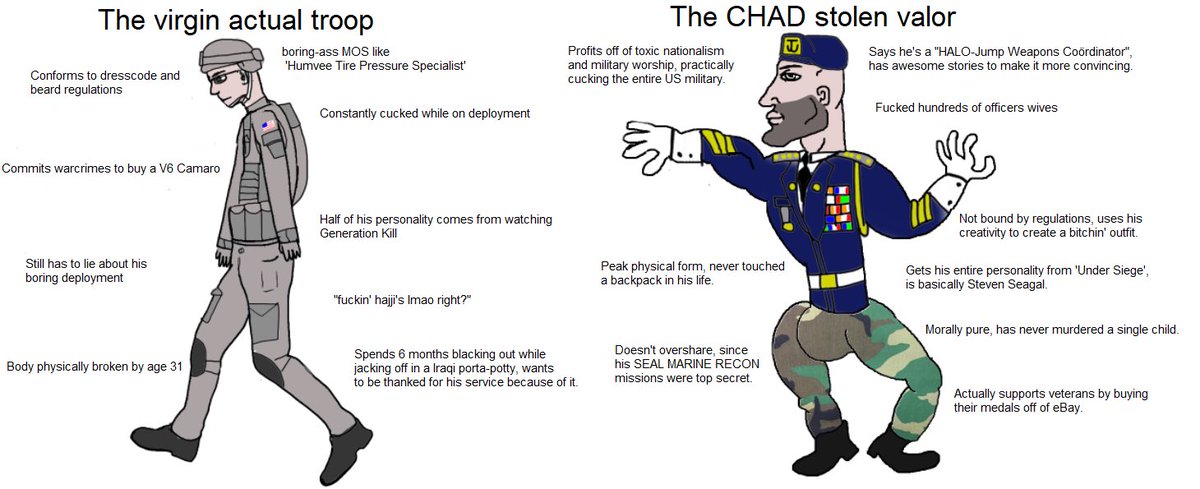 The virgin actual troop
boring-ass MOS like
'Humvee Tire Pressure Specialist'
Conforms to dresscode and
beard regulations
Constantly cucked while on deployment
Commits warcrimes to buy a V6 Camaro
Half of his personality comes from watching
Generation Kill
Still has to lie about his
boring deployment
"fuckin' hajji's lmao right?"
Body physically broken by age 31
Spends 6 months blacking out while
jacking off in a Iraqi porta-potty, wants
to be thanked for his service because of it.
The CHAD stolen valor
Profits off of toxic nationalism
and military worship, practically
cucking the entire US military.
Says he's a "HALO-Jump Weapons Coördinator",
has awesome stories to make it more convincing.
Fucked hundreds of officers wives
Not bound by regulations, uses his
creativity to create a bitchin' outfit.
Peak physical form, never touched
a backpack in his life.
Gets his entire personality from 'Under Siege',
is basically Steven Seagal.
Morally pure, has never murdered a single child.
Doesn't overshare, since
his SEAL MARINE RECON
missions were top secret.
Actually supports veterans by buying
their medals off of eBay.